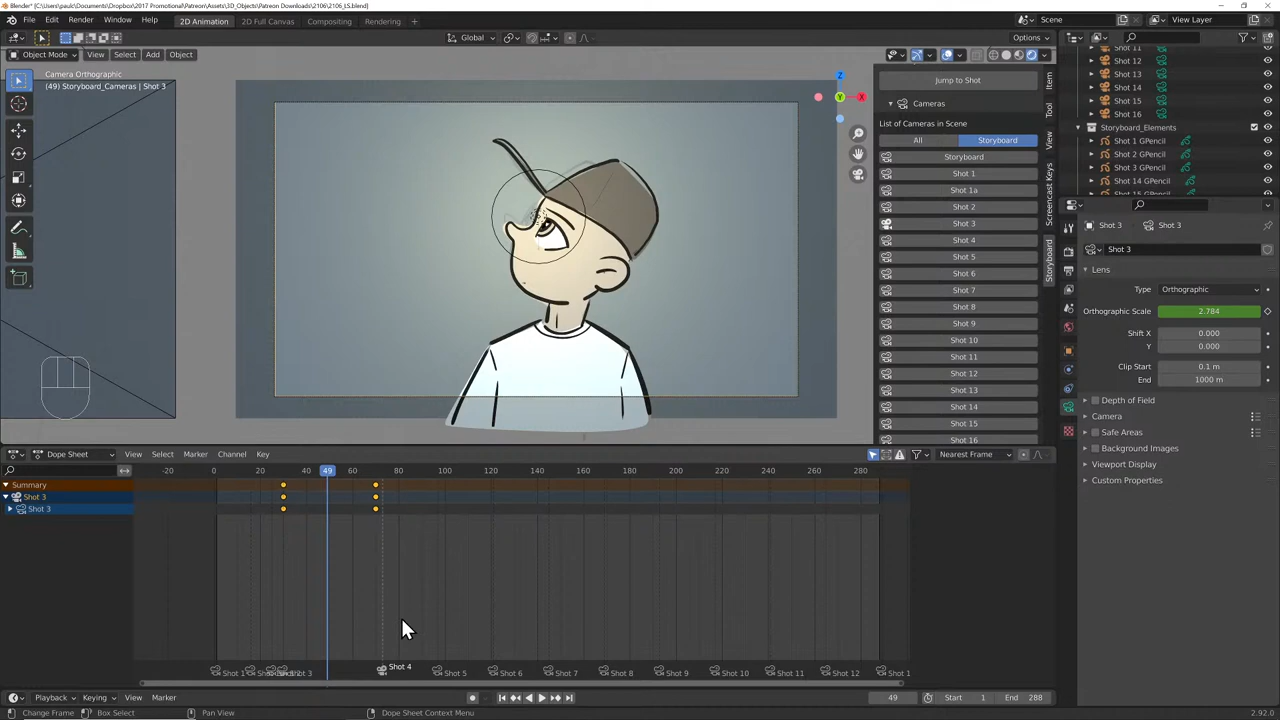 Blender* [C:\Users\paulc\Documents\Dropbox\2017 Promotional\Patreon\Assets\3D_Objects\Patreon Downloads\2106\2106_LS.blend]
File Edit Render Window Help 2D Animation 2D Full Canvas Compositing Rendering Scene View Layer
Global Options
Object Mode View Select Add Object
Camera Orthographic
(49) Storyboard_Cameras | Shot 3
Z
Y
X
Jump to Shot
Cameras
List of Cameras in Scene
All Storyboard
Storyboard
Shot 1
Shot 1a
Shot 2
Shot 3
Shot 4
Shot 5
Shot 6
Shot 7
Shot 8
Shot 9
Shot 10
Shot 11
Shot 12
Shot 13
Shot 14
Shot 15
Shot 16
Item
Tool
View
Screencast Keys
Storyboard
Shot 11
Shot 12
Shot 13
Shot 14
Shot 15
Shot 16
Storyboard_Elements
Shot 1 GPencil
Shot 2 GPencil
Shot 3 GPencil
Shot 14 GPencil
Shot 15 GPencil
Shot 3 Shot 3
Shot 3
Lens
Type Orthographic
Orthographic Scale 2.784
Shift X 0.000
Y 0.000
Clip Start 0.1 m
End 1000 m
Depth of Field
Camera
Safe Areas
Background Images
Viewport Display
Custom Properties
Dope Sheet View Select Marker Channel Key Nearest Frame
-20 0 20 49 60 80 100 120 140 160 180 200 220 240 260 280
Summary
Shot 3
Shot 3
Shot 1 Shot 3 Shot 4 Shot 5 Shot 6 Shot 7 Shot 8 Shot 9 Shot 10 Shot 11 Shot 12 Shot 1
Playback Keying View Marker 49 Start 1 End 288
Change Frame Box Select Pan View Dope Sheet Context Menu 2.92.0